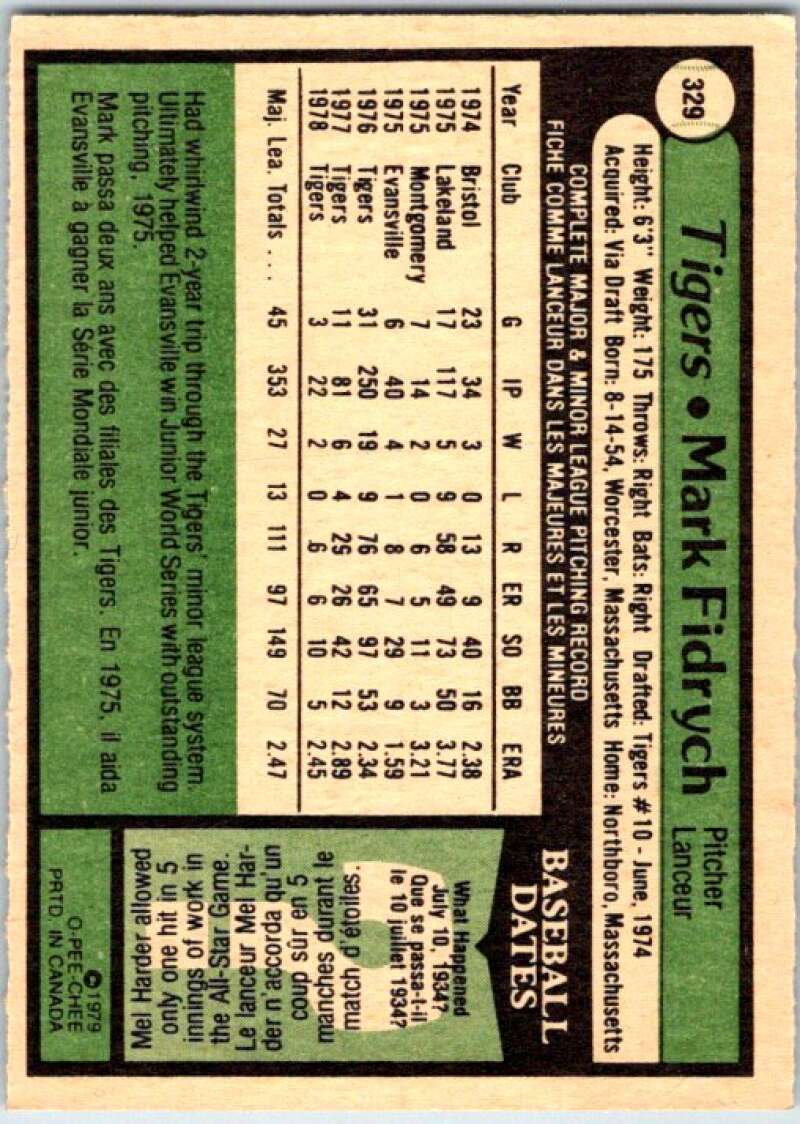 329
Tigers • Mark Fidrych Pitcher
Lanceur
Height: 6'3" Weight: 175 Throws: Right Bats: Right Drafted: Tigers #10 - June, 1974
Acquired: Via Draft Born: 8-14-54, Worcester, Massachusetts Home: Northboro, Massachusetts
COMPLETE MAJOR & MINOR LEAGUE PITCHING RECORD
FICHE COMME LANCEUR DANS LES MAJEURES ET LES MINEURES
Year Club G IP W L R ER SO BB ERA
1974 Bristol 23 34 3 0 13 9 40 16 2.38
1975 Lakeland 17 117 5 9 58 49 73 50 3.77
1975 Montgomery 7 14 2 0 6 5 11 3 3.21
1975 Evansville 6 40 4 1 8 7 29 9 1.59
1976 Tigers 31 250 19 9 76 65 97 53 2.34
1977 Tigers 11 81 6 4 29 26 42 12 2.89
1978 Tigers 3 22 2 0 6 6 10 5 2.45
Maj. Lea. Totals . . . 45 353 27 13 111 97 149 70 2.47
Had whirlwind 2-year trip through the Tigers' minor league system.
Ultimately helped Evansville win Junior World Series with outstanding
pitching, 1975.
Mark passa deux ans avec des filiales des Tigers. En 1975, il aida
Evansville à gagner la Série Mondiale junior.
BASEBALL
DATES
What Happened
July 10, 1934?
Que se passa-t-il
le 10 juillet 1934?
Mel Harder allowed
only one hit in 5
innings of work in
the All-Star Game.
Le lanceur Mel Har-
der n'accorda qu'un
coup sûr en 5
manches durant le
match d'étoiles.
© 1979
O-PEE-CHEE
PRTD IN CANADA